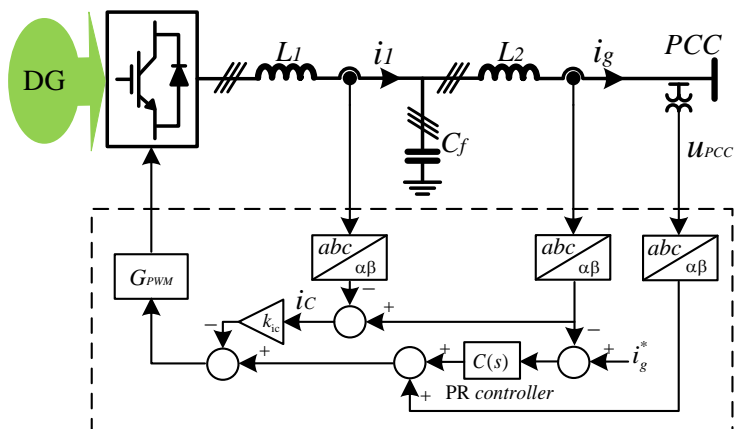 DG
L1
i1
L2
ig
PCC
Cf
uPCC
abc
αβ
abc
αβ
abc
αβ
GPWM
kic
iC
−
+
−
−
+
+
C(s)
+
ig*
+
PR controller